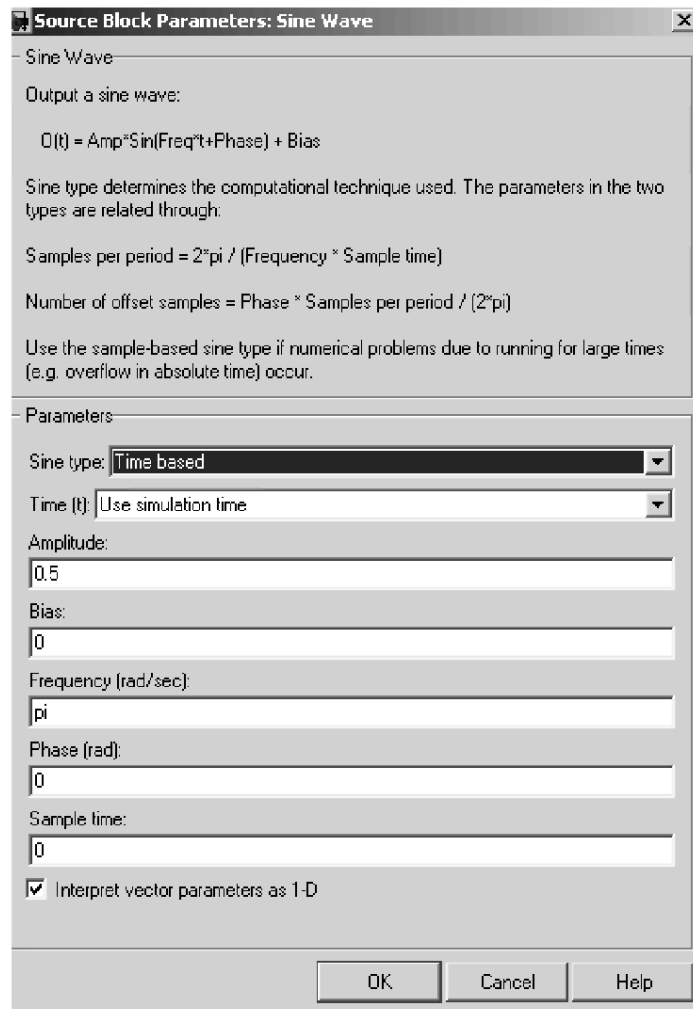 Source Block Parameters: Sine Wave
Sine Wave
Output a sine wave:
O(t) = Amp*Sin(Freq*t+Phase) + Bias
Sine type determines the computational technique used. The parameters in the two
types are related through:
Samples per period = 2*pi / (Frequency * Sample time)
Number of offset samples = Phase * Samples per period / (2*pi)
Use the sample-based sine type if numerical problems due to running for large times
(e.g. overflow in absolute time) occur.
Parameters
Sine type: Time based
Time (t): Use simulation time
Amplitude:
0.5
Bias:
0
Frequency (rad/sec):
pi
Phase (rad):
0
Sample time:
0
Interpret vector parameters as 1-D
OK Cancel Help